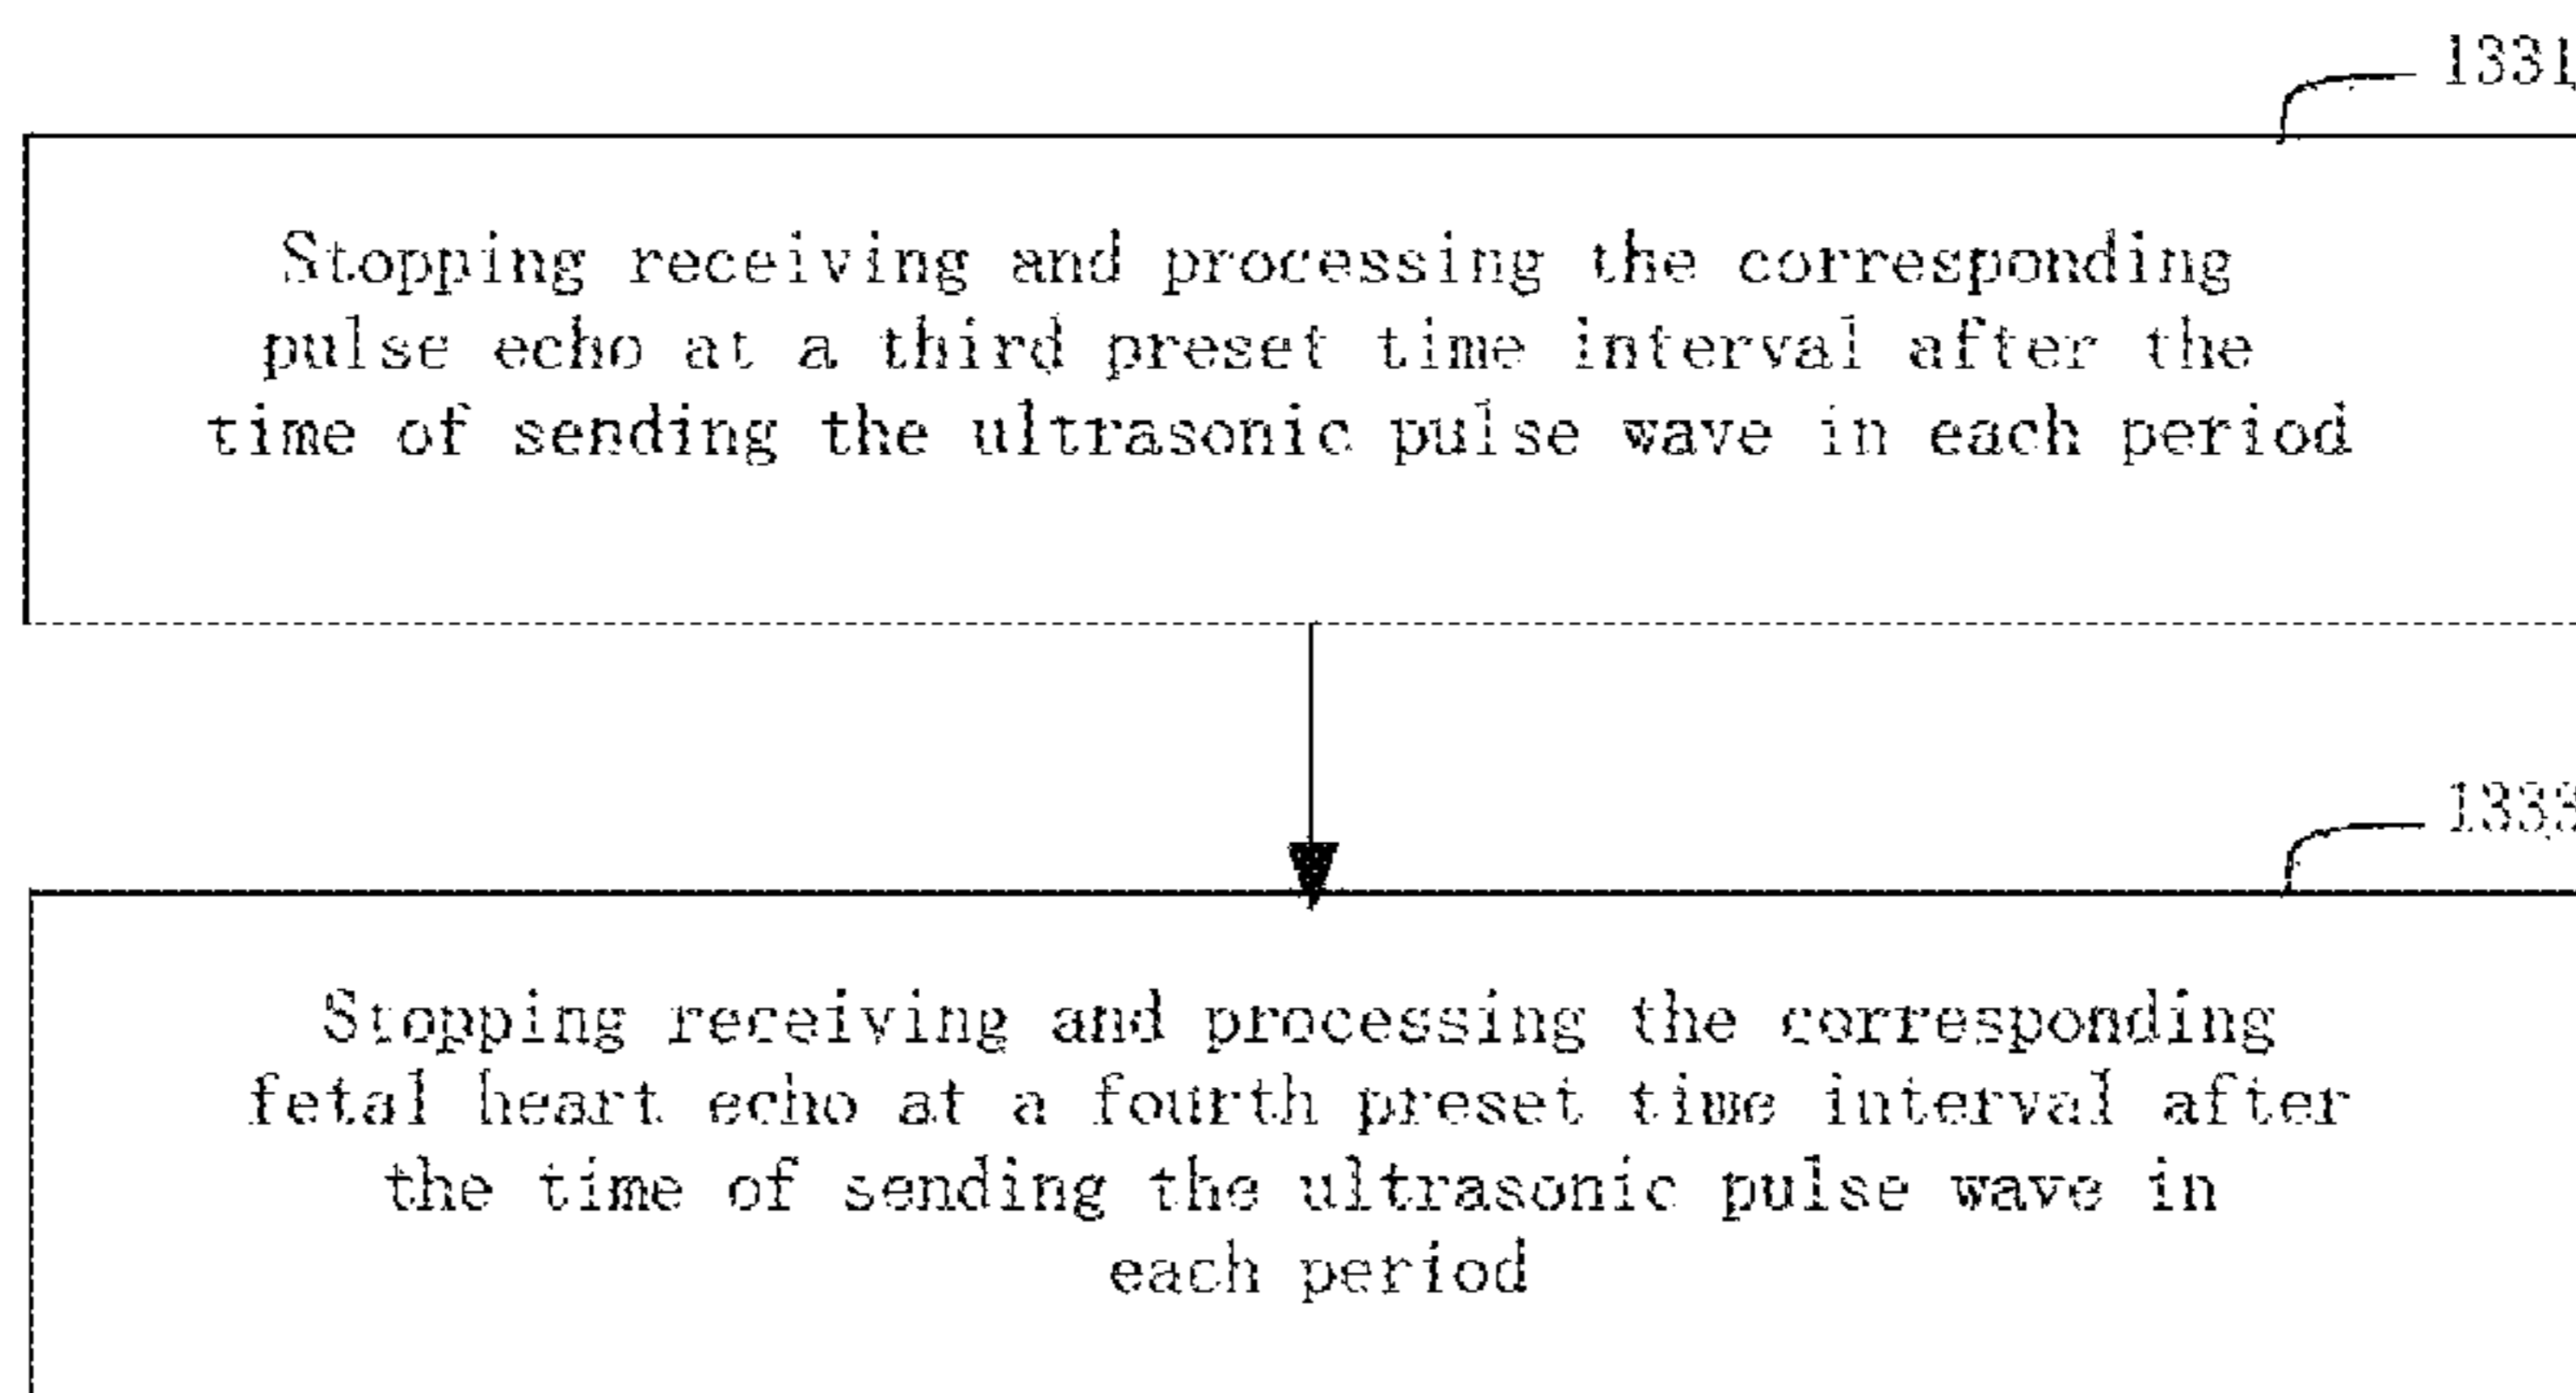 1331
Stopping receiving and processing the corresponding
pulse echo at a third preset time interval after the
time of sending the ultrasonic pulse wave in each period
1333
Stopping receiving and processing the corresponding
fetal heart echo at a fourth preset time interval after
the time of sending the ultrasonic pulse wave in
each period